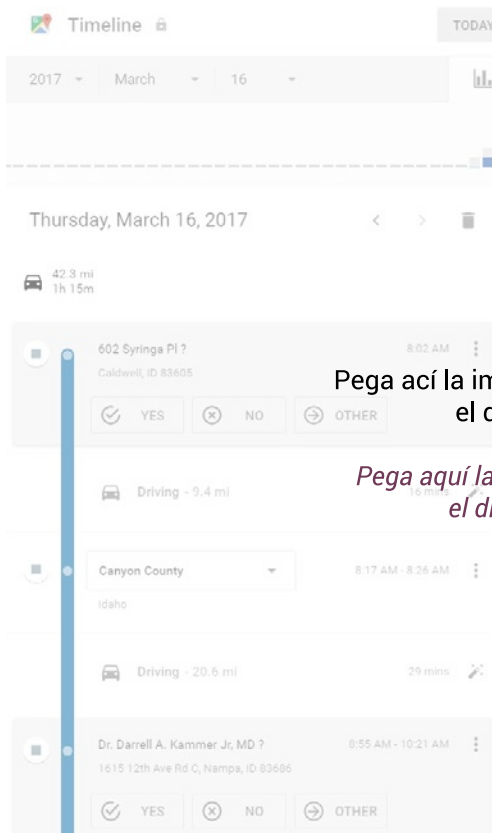 Timeline
TODAY
2017 March 16
Thursday, March 16, 2017
42.3 mi
1h 15m
602 Syringa Pl ? 8:02 AM
Caldwell, ID 83605
Pega ací la im
YES NO OTHER
el d
Pega aquí la
Driving - 9.4 mi 16 mins
el di
Canyon County 8:17 AM - 8:26 AM
Idaho
Driving - 20.6 mi 29 mins
Dr. Darrell A. Kammer Jr, MD ? 8:55 AM - 10:21 AM
1615 12th Ave Rd C, Nampa, ID 83686
YES NO OTHER